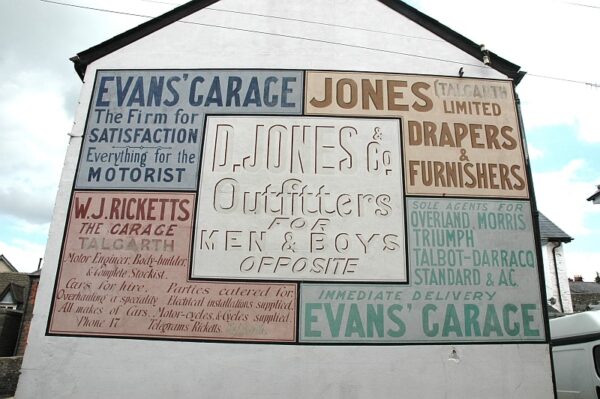 EVANS' GARAGE
The Firm for
SATISFACTION
Everything for the
MOTORIST
JONES (TALGARTH
LIMITED
DRAPERS
&
FURNISHERS
D. JONES & Co.
Outfitters
FOR
MEN & BOYS
OPPOSITE
W.J. RICKETTS
THE GARAGE
TALGARTH
Motor Engineer, Body-builder,
& Complete Stockist.
Cars for hire. Parties catered for.
Overhauling a speciality. Electrical installations supplied.
All makes of Cars, Motor-cycles, & Cycles supplied.
Phone 17. Telegrams Ricketts,
SOLE AGENTS FOR
OVERLAND, MORRIS
TRIUMPH
TALBOT-DARRACQ
STANDARD & A.C.
IMMEDIATE DELIVERY
EVANS' GARAGE